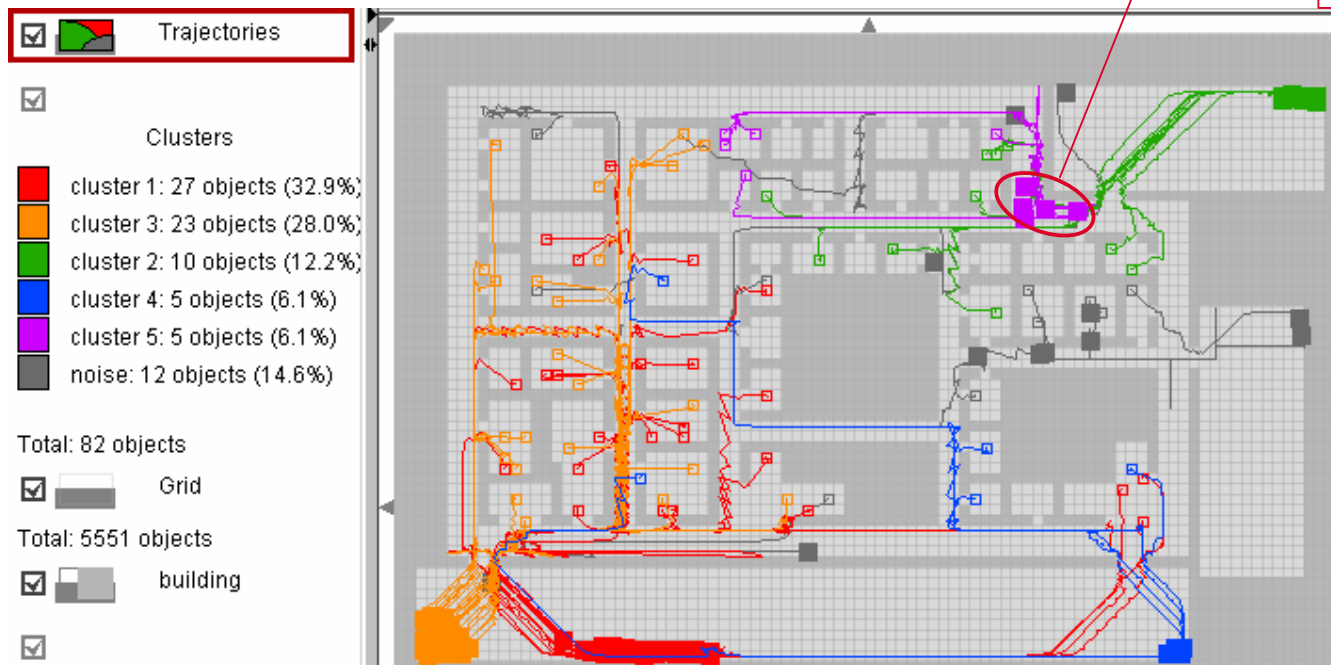 Trajectories
Clusters
cluster 1: 27 objects (32.9%)
cluster 3: 23 objects (28.0%)
cluster 2: 10 objects (12.2%)
cluster 4: 5 objects (6.1%)
cluster 5: 5 objects (6.1%)
noise: 12 objects (14.6%)
Total: 82 objects
Grid
Total: 5551 objects
building